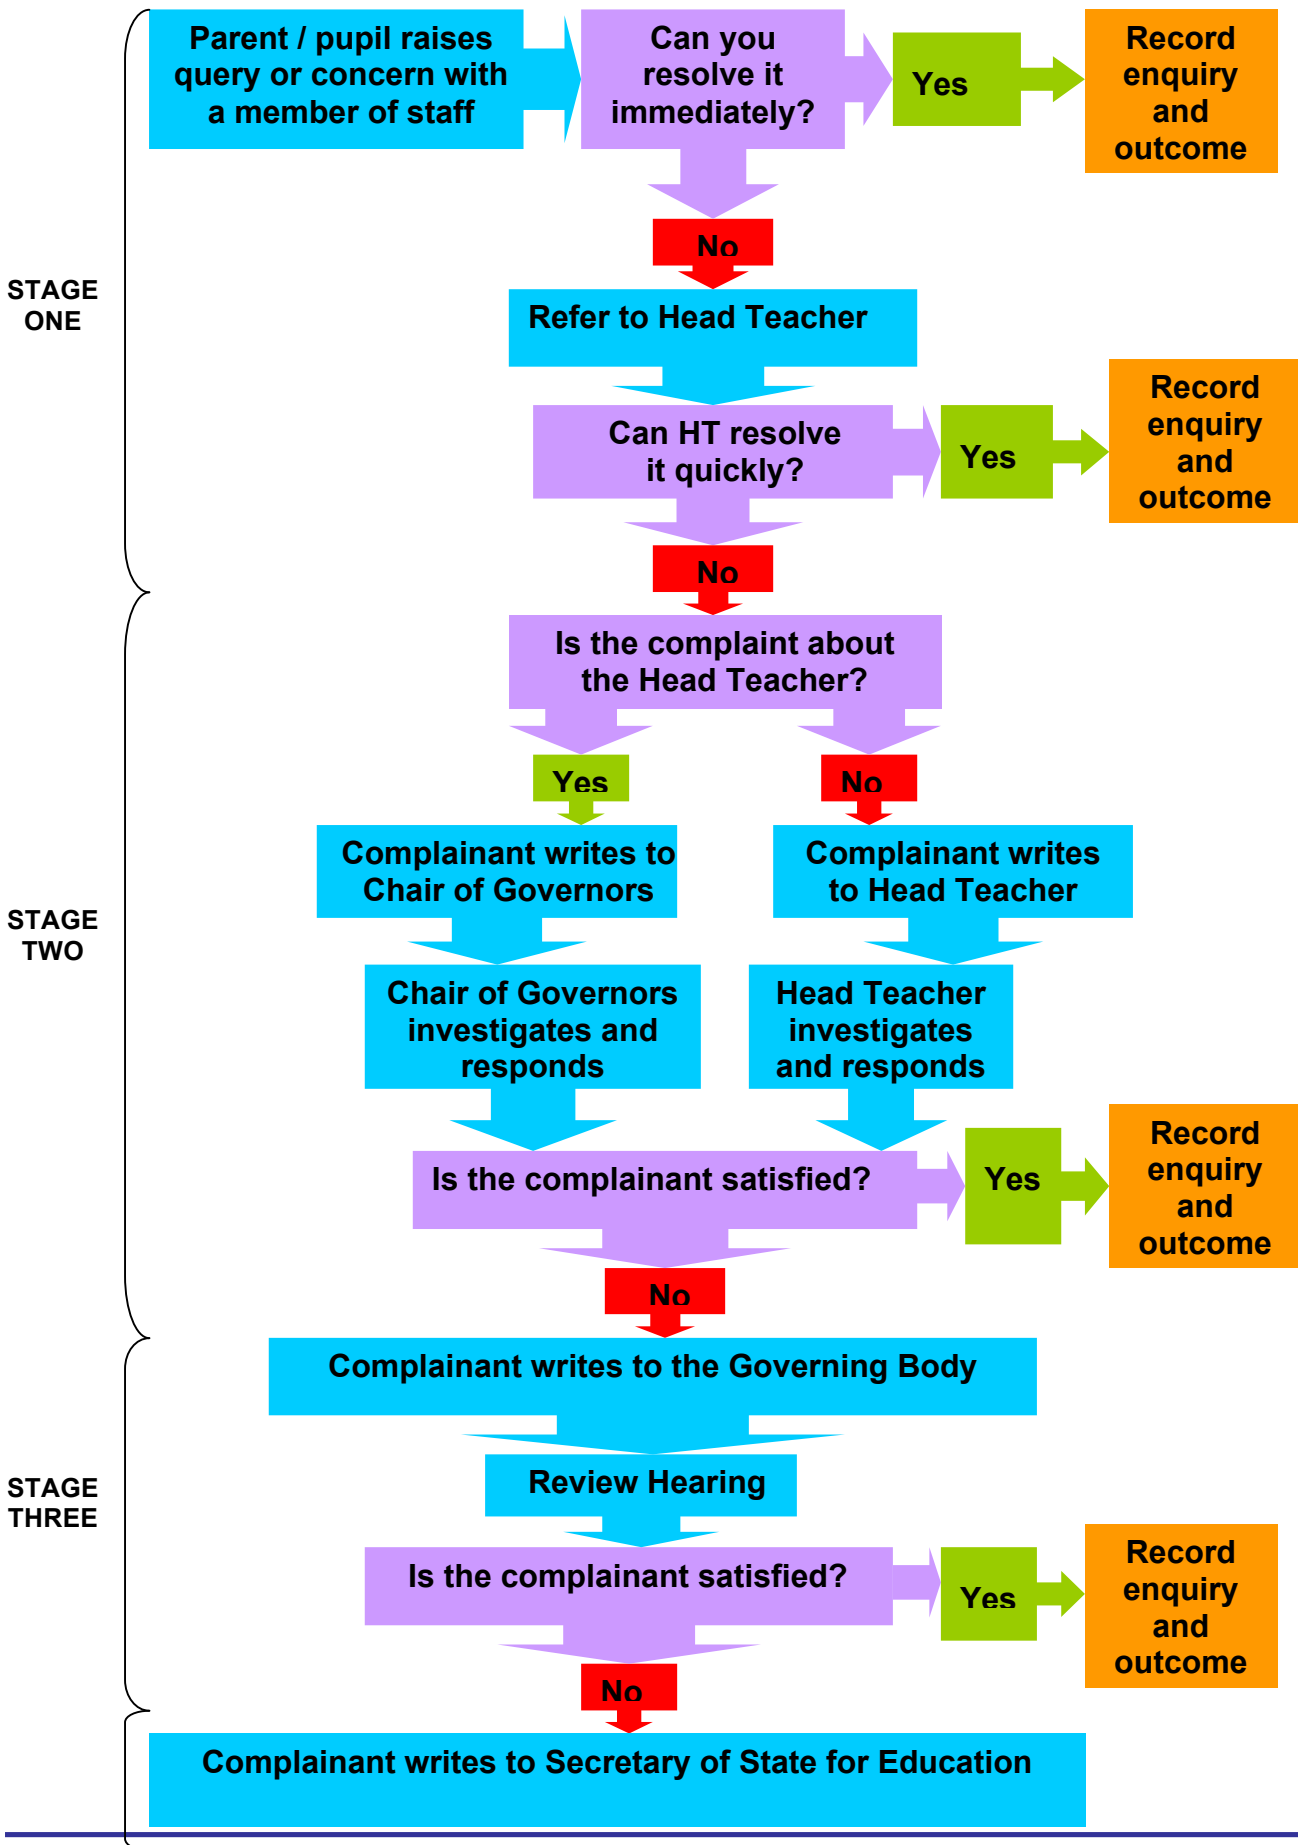 Parent / pupil raises
query or concern with
a member of staff
Can you
resolve it
immediately?
Yes
Record
enquiry
and
outcome
No
STAGE
ONE
Refer to Head Teacher
Can HT resolve
it quickly?
Yes
Record
enquiry
and
outcome
No
Is the complaint about
the Head Teacher?
Yes
No
STAGE
TWO
Complainant writes to
Chair of Governors
Complainant writes
to Head Teacher
Chair of Governors
investigates and
responds
Head Teacher
investigates
and responds
Is the complainant satisfied?
Yes
Record
enquiry
and
outcome
No
STAGE
THREE
Complainant writes to the Governing Body
Review Hearing
Is the complainant satisfied?
Yes
Record
enquiry
and
outcome
No
Complainant writes to Secretary of State for Education